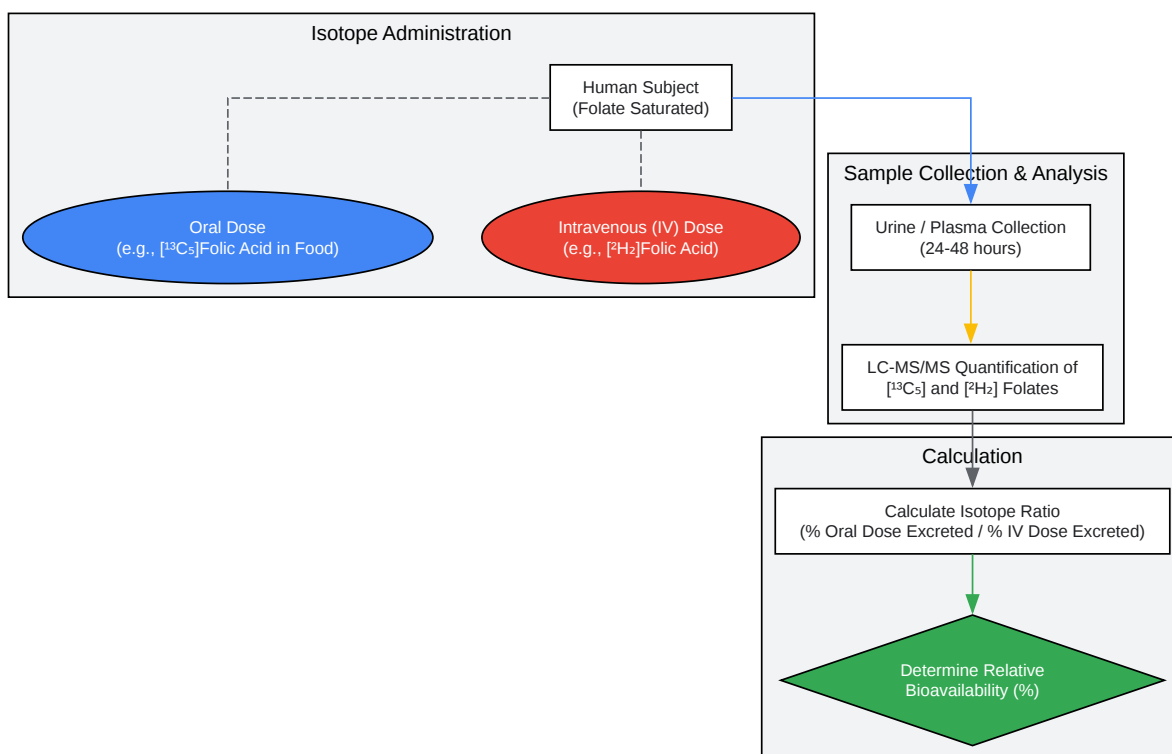 Isotope Administration
Human Subject
(Folate Saturated)
Oral Dose
(e.g., [¹³C₅]Folic Acid in Food)
Intravenous (IV) Dose
(e.g., [²H₂]Folic Acid)
Sample Collection & Analysis
Urine / Plasma Collection
(24-48 hours)
LC-MS/MS Quantification of
[¹³C₅] and [²H₂] Folates
Calculation
Calculate Isotope Ratio
(% Oral Dose Excreted / % IV Dose Excreted)
Determine Relative
Bioavailability (%)